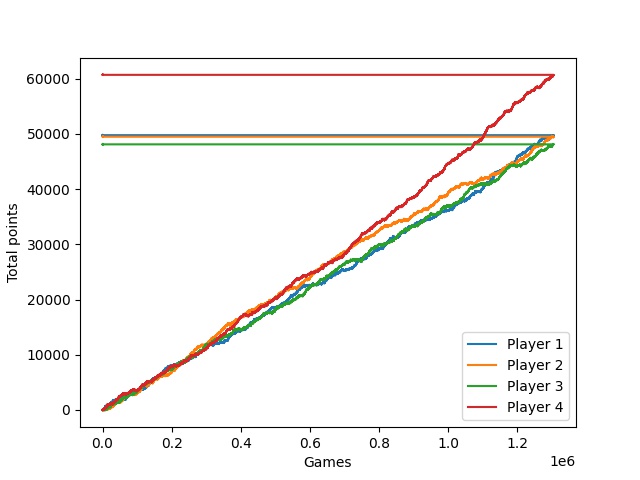 60000
50000
40000
30000
20000
10000
0
Total points
0.0 0.2 0.4 0.6 0.8 1.0 1.2
1e6
Games
Player 1
Player 2
Player 3
Player 4